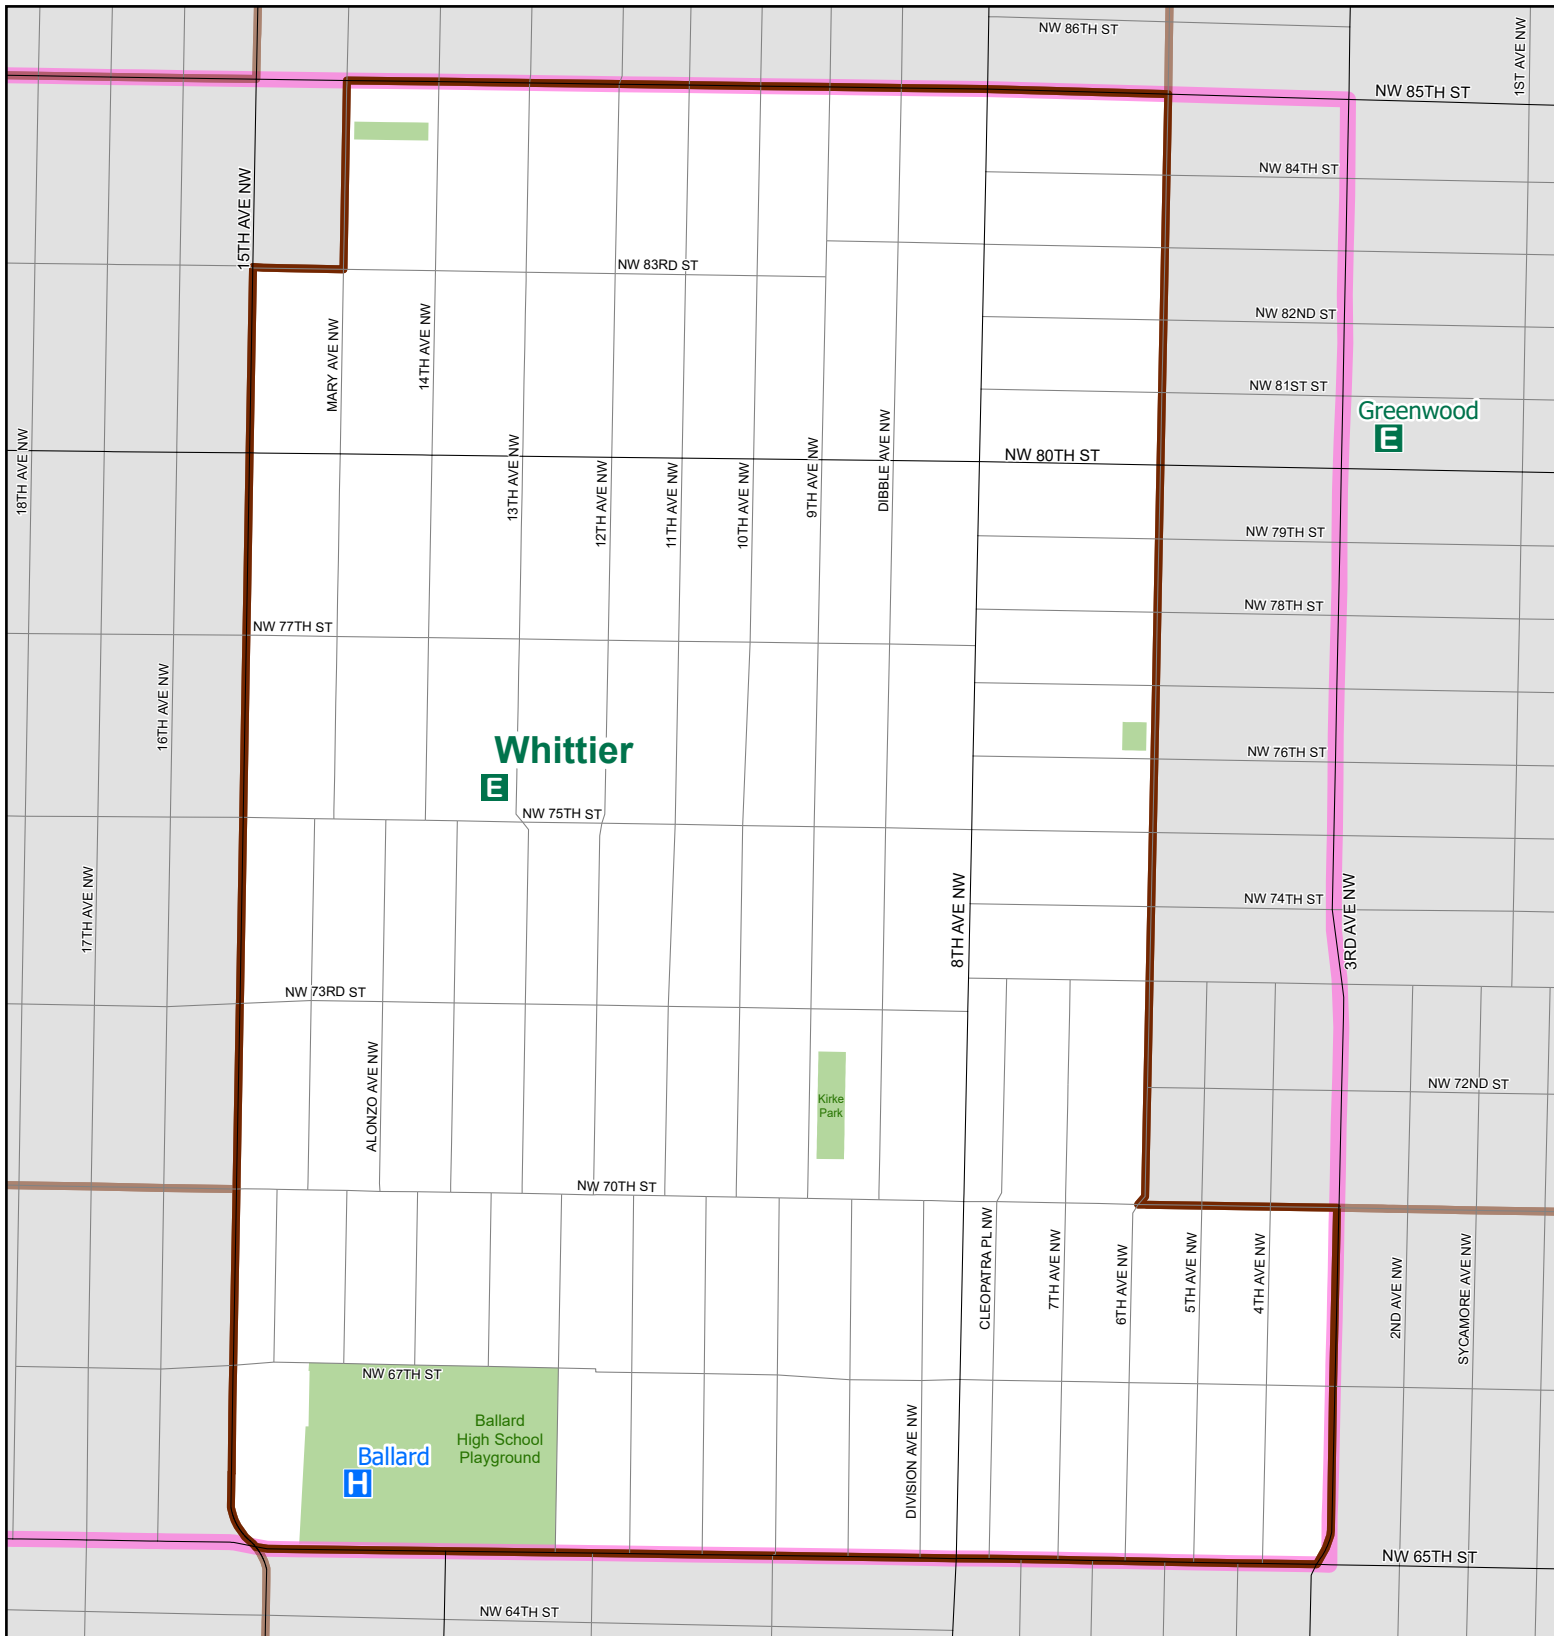 NW 86TH ST
1ST AVE NW
NW 85TH ST
NW 84TH ST
15TH AVE NW
NW 83RD ST
MARY AVE NW
14TH AVE NW
NW 82ND ST
NW 81ST ST
Greenwood
E
18TH AVE NW
13TH AVE NW
12TH AVE NW
11TH AVE NW
10TH AVE NW
9TH AVE NW
DIBBLE AVE NW
NW 80TH ST
NW 79TH ST
NW 78TH ST
NW 77TH ST
16TH AVE NW
Whittier
E
NW 76TH ST
NW 75TH ST
17TH AVE NW
8TH AVE NW
NW 74TH ST
3RD AVE NW
NW 73RD ST
ALONZO AVE NW
Kirke
Park
NW 72ND ST
NW 70TH ST
CLEOPATRA PL NW
7TH AVE NW
6TH AVE NW
5TH AVE NW
4TH AVE NW
2ND AVE NW
SYCAMORE AVE NW
NW 67TH ST
Ballard
High School
Playground
Ballard
H
DIVISION AVE NW
NW 65TH ST
NW 64TH ST